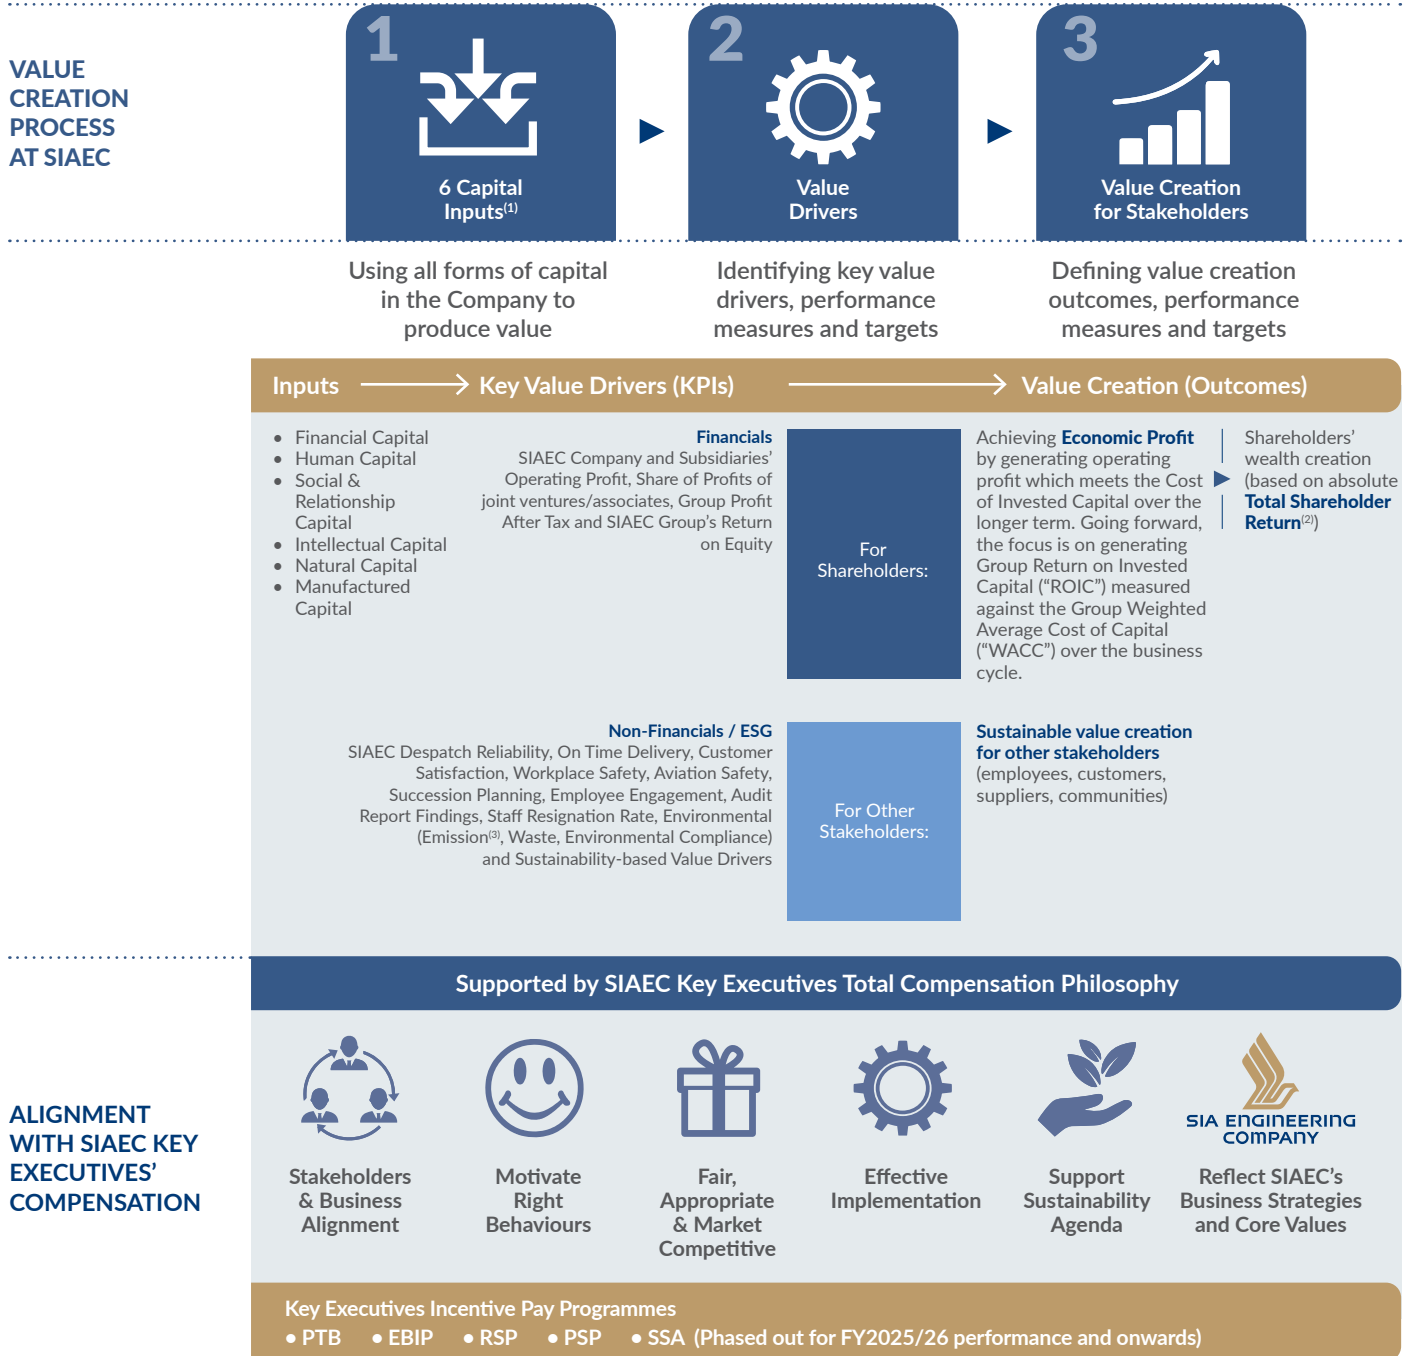 VALUE
CREATION
PROCESS
AT SIAEC
1
6 Capital
Inputs(1)
2
Value
Drivers
3
Value Creation
for Stakeholders
Using all forms of capital
in the Company to
produce value
Identifying key value
drivers, performance
measures and targets
Defining value creation
outcomes, performance
measures and targets
Inputs
Key Value Drivers (KPIs)
Value Creation (Outcomes)
• Financial Capital
• Human Capital
• Social &
Relationship
Capital
• Intellectual Capital
• Natural Capital
• Manufactured
Capital
Financials
SIAEC Company and Subsidiaries’
Operating Profit, Share of Profits of
joint ventures/associates, Group Profit
After Tax and SIAEC Group’s Return
on Equity
For
Shareholders:
Achieving Economic Profit
by generating operating
profit which meets the Cost
of Invested Capital over the
longer term. Going forward,
the focus is on generating
Group Return on Invested
Capital (“ROIC”) measured
against the Group Weighted
Average Cost of Capital
(“WACC”) over the business
cycle.
Shareholders’
wealth creation
(based on absolute
Total Shareholder
Return(2))
Non-Financials / ESG
SIAEC Despatch Reliability, On Time Delivery, Customer
Satisfaction, Workplace Safety, Aviation Safety,
Succession Planning, Employee Engagement, Audit
Report Findings, Staff Resignation Rate, Environmental
(Emission(3), Waste, Environmental Compliance)
and Sustainability-based Value Drivers
For Other
Stakeholders:
Sustainable value creation
for other stakeholders
(employees, customers,
suppliers, communities)
ALIGNMENT
WITH SIAEC KEY
EXECUTIVES’
COMPENSATION
Supported by SIAEC Key Executives Total Compensation Philosophy
Stakeholders
& Business
Alignment
Motivate
Right
Behaviours
Fair,
Appropriate
& Market
Competitive
Effective
Implementation
Support
Sustainability
Agenda
SIA ENGINEERING
COMPANY
Reflect SIAEC’s
Business Strategies
and Core Values
Key Executives Incentive Pay Programmes
• PTB • EBIP • RSP • PSP • SSA (Phased out for FY2025/26 performance and onwards)